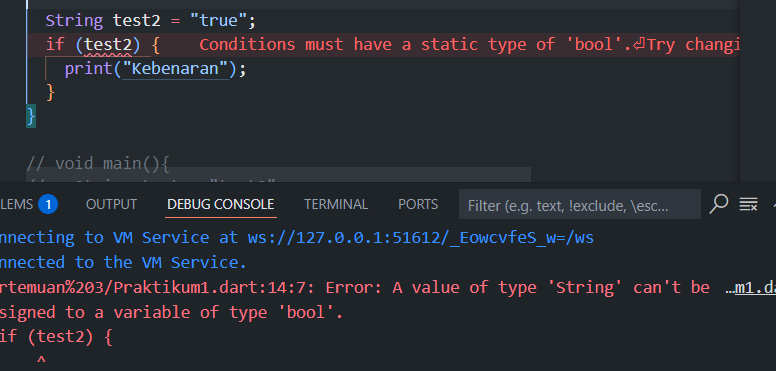 String test2 = "true";
if (test2) {    Conditions must have a static type of 'bool'.⏎Try changi
print("Kebenaran");
}
}
// void main(){
LEMS 1 OUTPUT DEBUG CONSOLE TERMINAL PORTS Filter (e.g. text, !exclude, \esc...
nnecting to VM Service at ws://127.0.0.1:51612/_EowcvfeS_w=/ws
nnected to the VM Service.
rtemuan%203/Praktikum1.dart:14:7: Error: A value of type 'String' can't be …m1.da
signed to a variable of type 'bool'.
if (test2) {
^